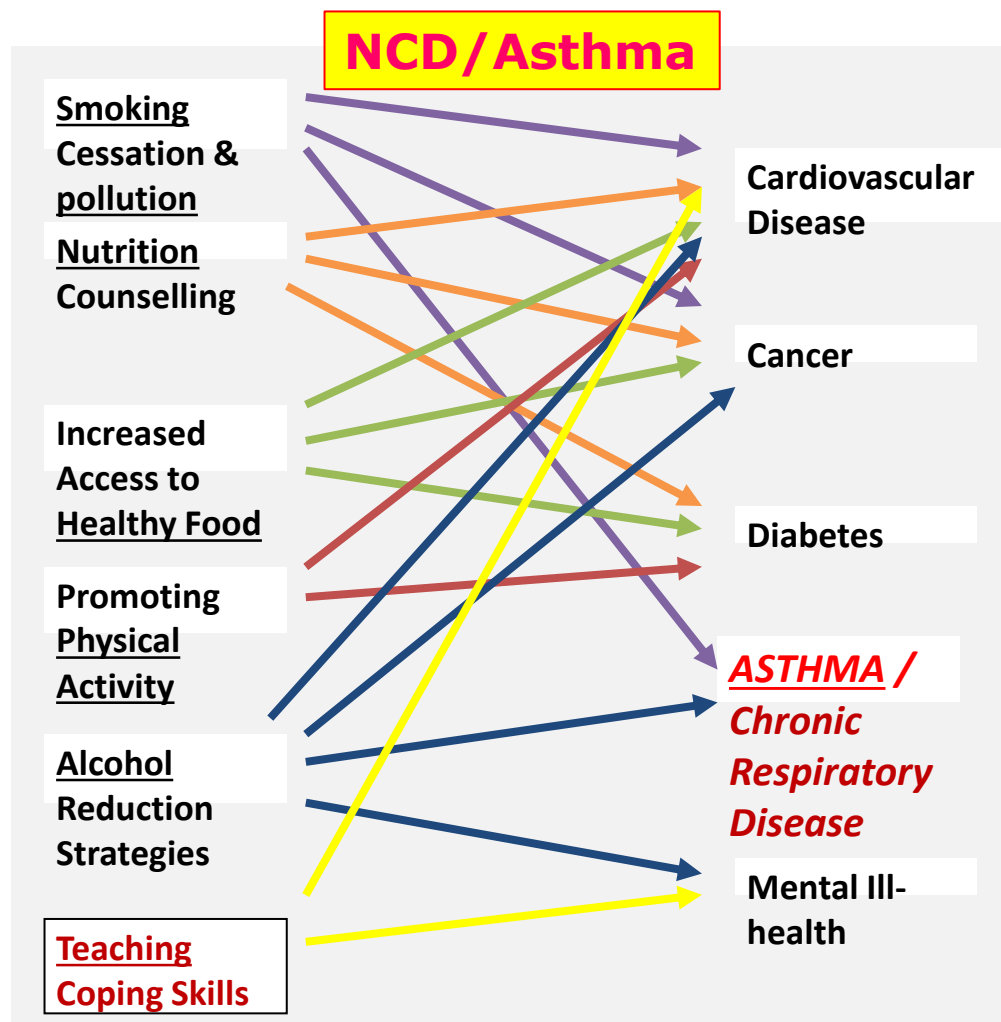 NCD/Asthma
Smoking
Cessation &
pollution
Nutrition
Counselling
Increased
Access to
Healthy Food
Promoting
Physical
Activity
Alcohol
Reduction
Strategies
Teaching
Coping Skills
Cardiovascular
Disease
Cancer
Diabetes
ASTHMA /
Chronic
Respiratory
Disease
Mental Ill-
health